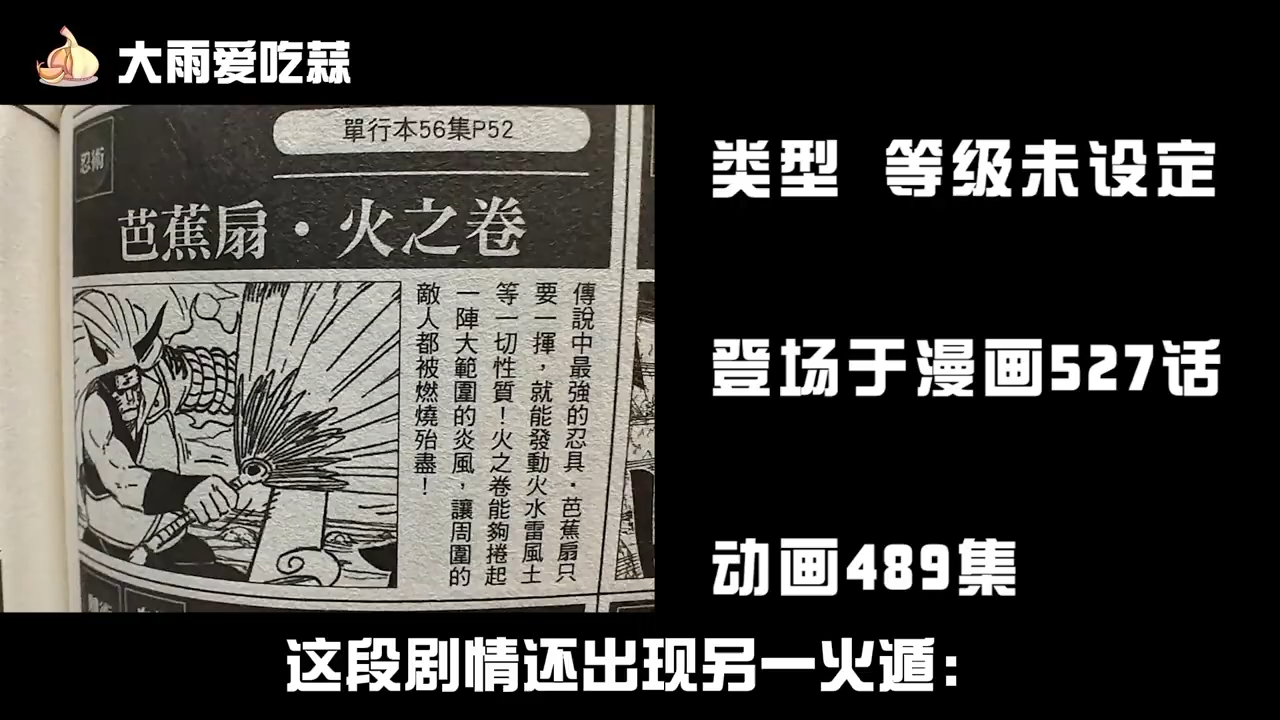 大雨爱吃蒜
單行本56集P52
忍術
芭蕉扇·火之卷
傳說中最強的忍具·芭蕉扇只
要一揮，就能發動火水雷風土
等一切性質！火之卷能夠捲起
一陣大範圍的炎風，讓周圍的
敵人都被燃燒殆盡！
类型 等级未设定
登场于漫画527话
动画489集
这段剧情还出现另一火遁：